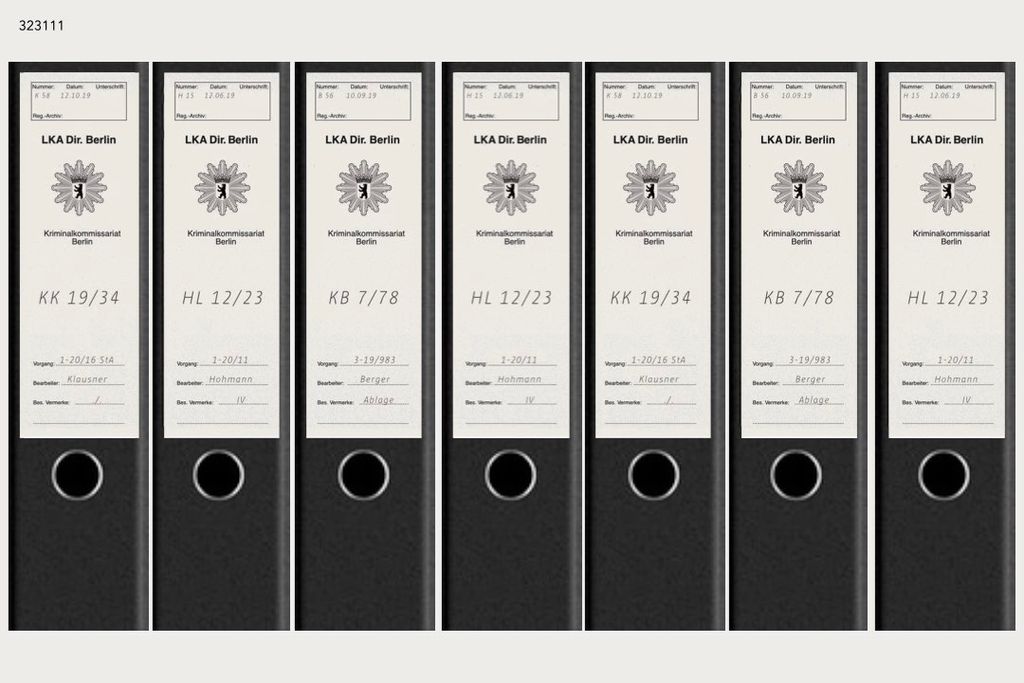 323111
Nummer: Datum: Unterschrift:
K 58 12.10.19
Reg.-Archiv:
LKA Dir. Berlin
Kriminalkommissariat
Berlin
KK 19/34
Vorgang: 1-20/16 StA
Bearbeiter: Klausner
Bes. Vermerke: ./.
Nummer: Datum: Unterschrift:
H 15 12.06.19
Reg.-Archiv:
LKA Dir. Berlin
Kriminalkommissariat
Berlin
HL 12/23
Vorgang: 1-20/11
Bearbeiter: Hohmann
Bes. Vermerke: IV
Nummer: Datum: Unterschrift:
B 56 10.09.19
Reg.-Archiv:
LKA Dir. Berlin
Kriminalkommissariat
Berlin
KB 7/78
Vorgang: 3-19/983
Bearbeiter: Berger
Bes. Vermerke: Ablage
Nummer: Datum: Unterschrift:
H 15 12.06.19
Reg.-Archiv:
LKA Dir. Berlin
Kriminalkommissariat
Berlin
HL 12/23
Vorgang: 1-20/11
Bearbeiter: Hohmann
Bes. Vermerke: IV
Nummer: Datum: Unterschrift:
K 58 12.10.19
Reg.-Archiv:
LKA Dir. Berlin
Kriminalkommissariat
Berlin
KK 19/34
Vorgang: 1-20/16 StA
Bearbeiter: Klausner
Bes. Vermerke: ./.
Nummer: Datum: Unterschrift:
B 56 10.09.19
Reg.-Archiv:
LKA Dir. Berlin
Kriminalkommissariat
Berlin
KB 7/78
Vorgang: 3-19/983
Bearbeiter: Berger
Bes. Vermerke: Ablage
Nummer: Datum: Unterschrift:
H 15 12.06.19
Reg.-Archiv:
LKA Dir. Berlin
Kriminalkommissariat
Berlin
HL 12/23
Vorgang: 1-20/11
Bearbeiter: Hohmann
Bes. Vermerke: IV